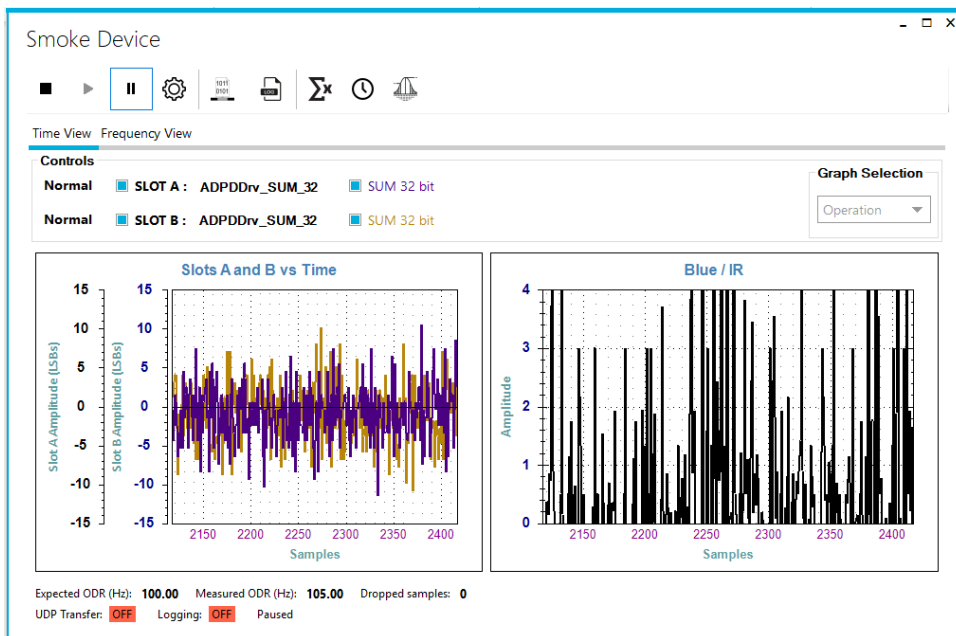 Smoke Device
1011
0101
LOG
Σx
Time View Frequency View
Controls
Normal SLOT A : ADPDDrv_SUM_32 SUM 32 bit
Normal SLOT B : ADPDDrv_SUM_32 SUM 32 bit
Graph Selection
Operation
Slots A and B vs Time
Slot A Amplitude (LSBs)
15
10
5
0
-5
-10
-15
Slot B Amplitude (LSBs)
15
10
5
0
-5
-10
-15
2150 2200 2250 2300 2350 2400
Samples
Blue / IR
Amplitude
4
3
2
1
0
2150 2200 2250 2300 2350 2400
Samples
Expected ODR (Hz): 100.00 Measured ODR (Hz): 105.00 Dropped samples: 0
UDP Transfer: OFF Logging: OFF Paused